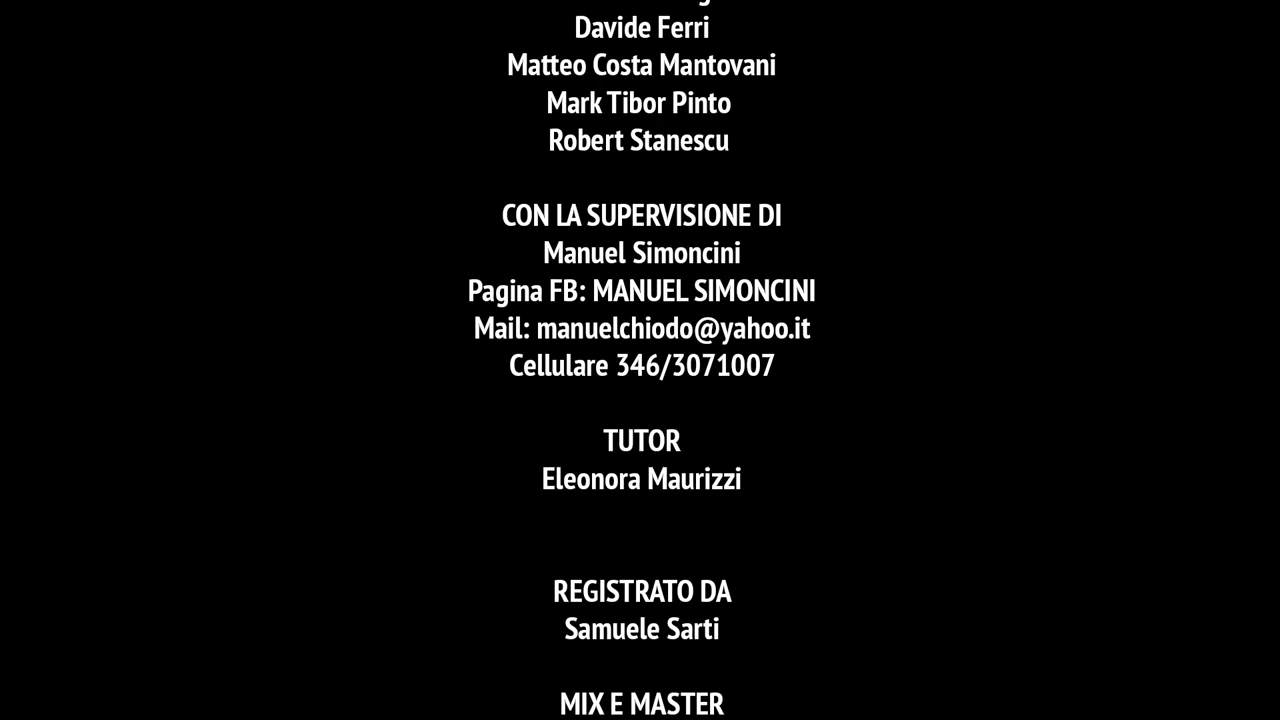 Davide Ferri
Matteo Costa Mantovani
Mark Tibor Pinto
Robert Stanescu
CON LA SUPERVISIONE DI
Manuel Simoncini
Pagina FB: MANUEL SIMONCINI
Mail: manuelchiodo@yahoo.it
Cellulare 346/3071007
TUTOR
Eleonora Maurizzi
REGISTRATO DA
Samuele Sarti
MIX E MASTER